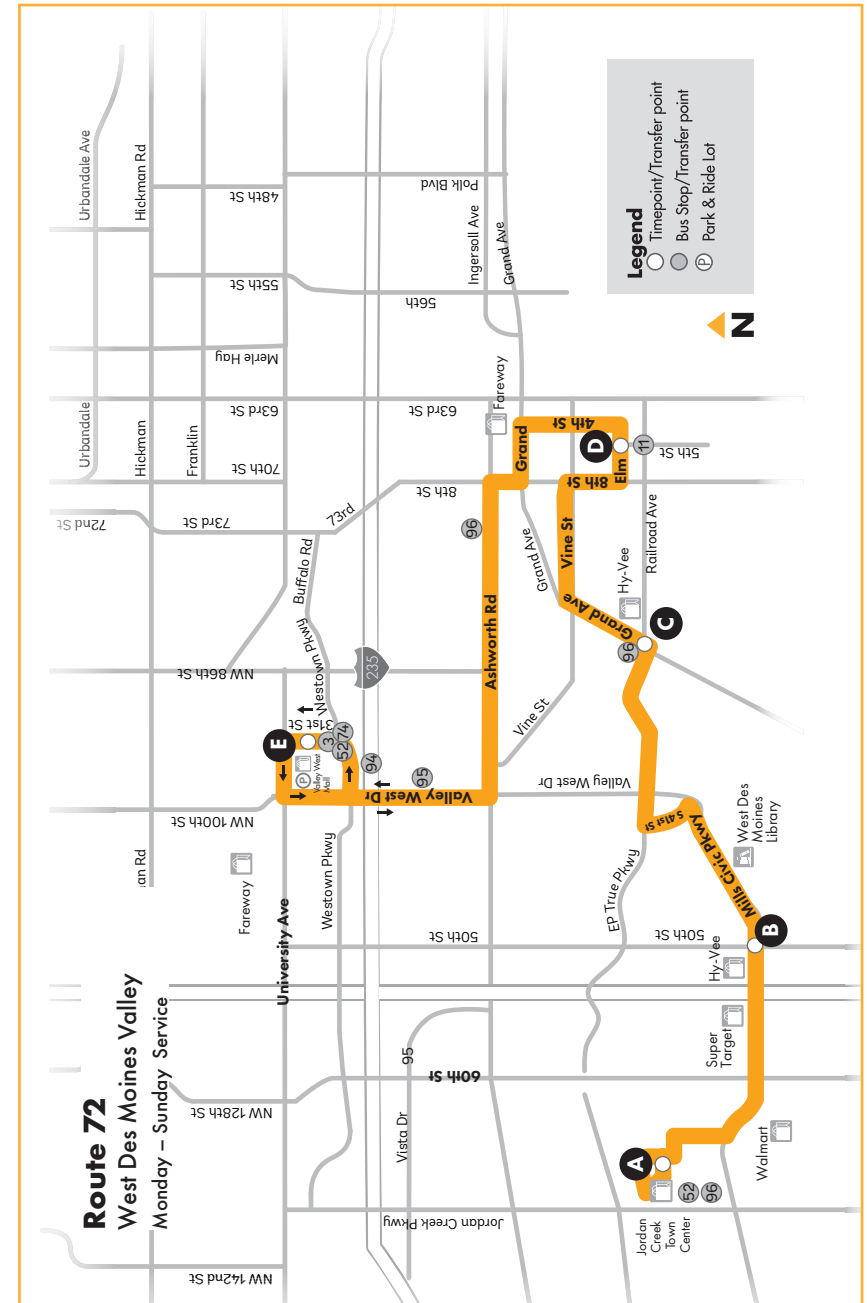 Route 72
West Des Moines Valley
Monday – Sunday Service
Legend
Timepoint/Transfer point
Bus Stop/Transfer point
P
Park & Ride Lot
N
Urbandale Ave
Hickman Rd
48th St
Polk Blvd
Ingersoll Ave
Grand Ave
55th St
56th
Merle Hay
Urbandale
Hickman
Franklin
63rd St
63rd St
Fareway
70th St
8th St
72nd St
73rd St
73rd
Buffalo Rd
Westown Pkwy
NW 86th St
235
31st St
E
3
52
74
P
Valley West
Mall
94
95
Valley West Dr
Ashworth Rd
96
Grand
4th St
D
Elm
11
5th St
8th St
Vine St
Grand Ave
Grand Ave
Hy-Vee
Railroad Ave
C
96
Vine St
Valley West Dr
NW 100th St
an Rd
Fareway
University Ave
Westown Pkwy
EP True Pkwy
S 41st St
Mills Civic Pkwy
West Des
Moines
Library
50th St
50th St
B
Hy-Vee
Super
Target
95
60th St
NW 128th St
Vista Dr
Walmart
A
52
96
Jordan
Creek
Town
Center
Jordan Creek Pkwy
NW 142nd St